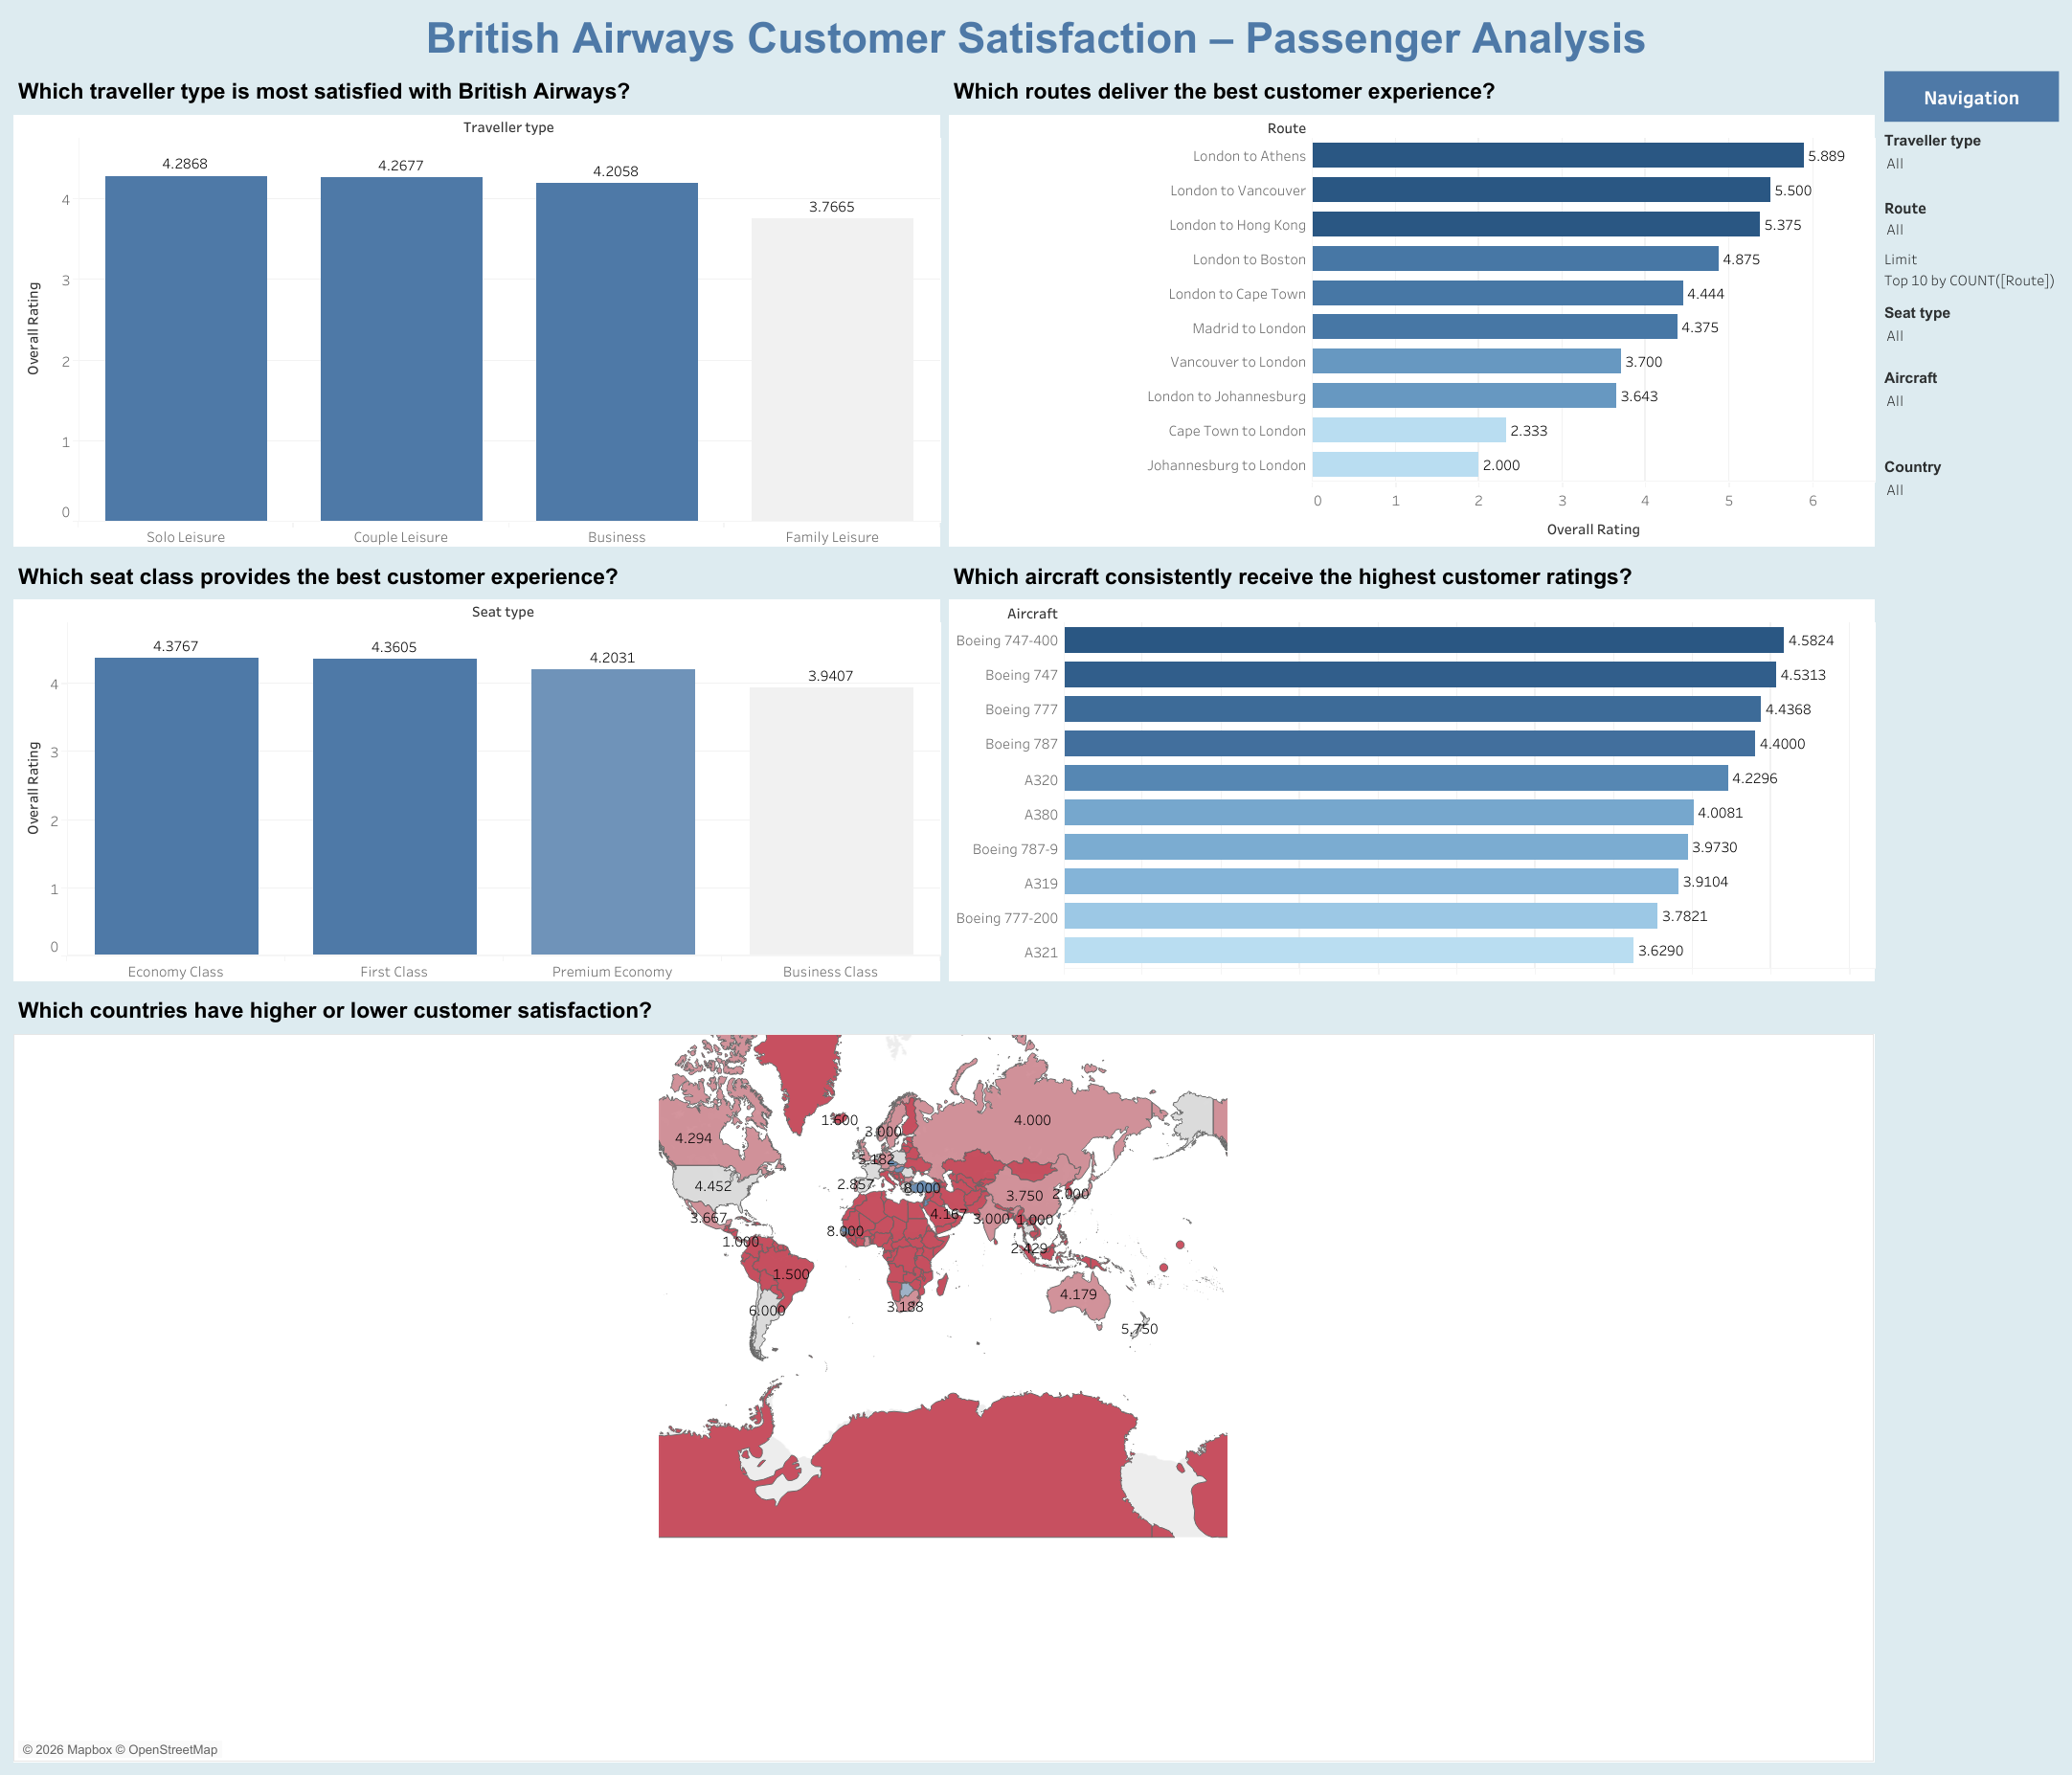 British Airways Customer Satisfaction – Passenger Analysis
Which traveller type is most satisfied with British Airways?
Traveller type
4.2868
4.2677
4.2058
3.7665
4
3
2
1
0
Overall Rating
Solo Leisure
Couple Leisure
Business
Family Leisure
Which routes deliver the best customer experience?
Route
London to Athens 5.889
London to Vancouver 5.500
London to Hong Kong 5.375
London to Boston 4.875
London to Cape Town 4.444
Madrid to London 4.375
Vancouver to London 3.700
London to Johannesburg 3.643
Cape Town to London 2.333
Johannesburg to London 2.000
0 1 2 3 4 5 6
Overall Rating
Navigation
Traveller type
All
Route
All
Limit
Top 10 by COUNT([Route])
Seat type
All
Aircraft
All
Country
All
Which seat class provides the best customer experience?
Seat type
4.3767
4.3605
4.2031
3.9407
4
3
2
1
0
Overall Rating
Economy Class
First Class
Premium Economy
Business Class
Which aircraft consistently receive the highest customer ratings?
Aircraft
Boeing 747-400 4.5824
Boeing 747 4.5313
Boeing 777 4.4368
Boeing 787 4.4000
A320 4.2296
A380 4.0081
Boeing 787-9 3.9730
A319 3.9104
Boeing 777-200 3.7821
A321 3.6290
Which countries have higher or lower customer satisfaction?
1.600
4.000
3.000
4.294
5.182
4.452
2.857
8.000
3.750
2.000
3.667
4.167
3.000
1.000
8.000
1.000
2.429
1.500
4.179
6.000
3.188
5.750
© 2026 Mapbox © OpenStreetMap